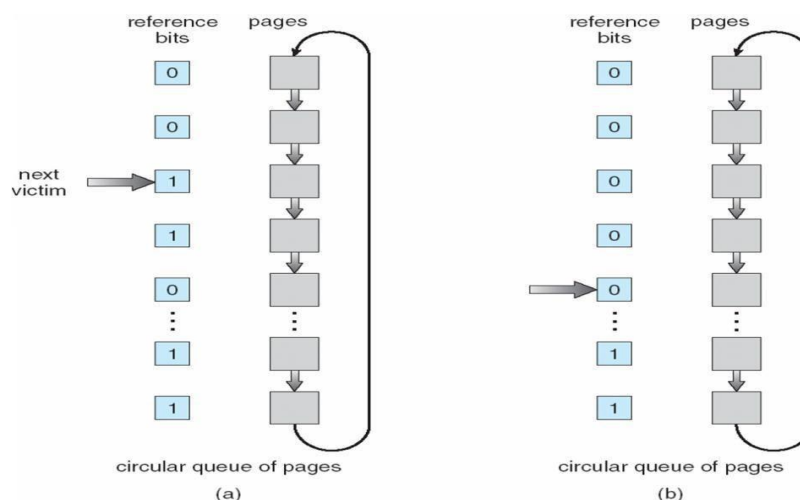 reference bits
pages
0
0
next victim
1
1
0
1
1
circular queue of pages
(a)
reference bits
pages
0
0
0
0
0
1
1
circular queue of pages
(b)